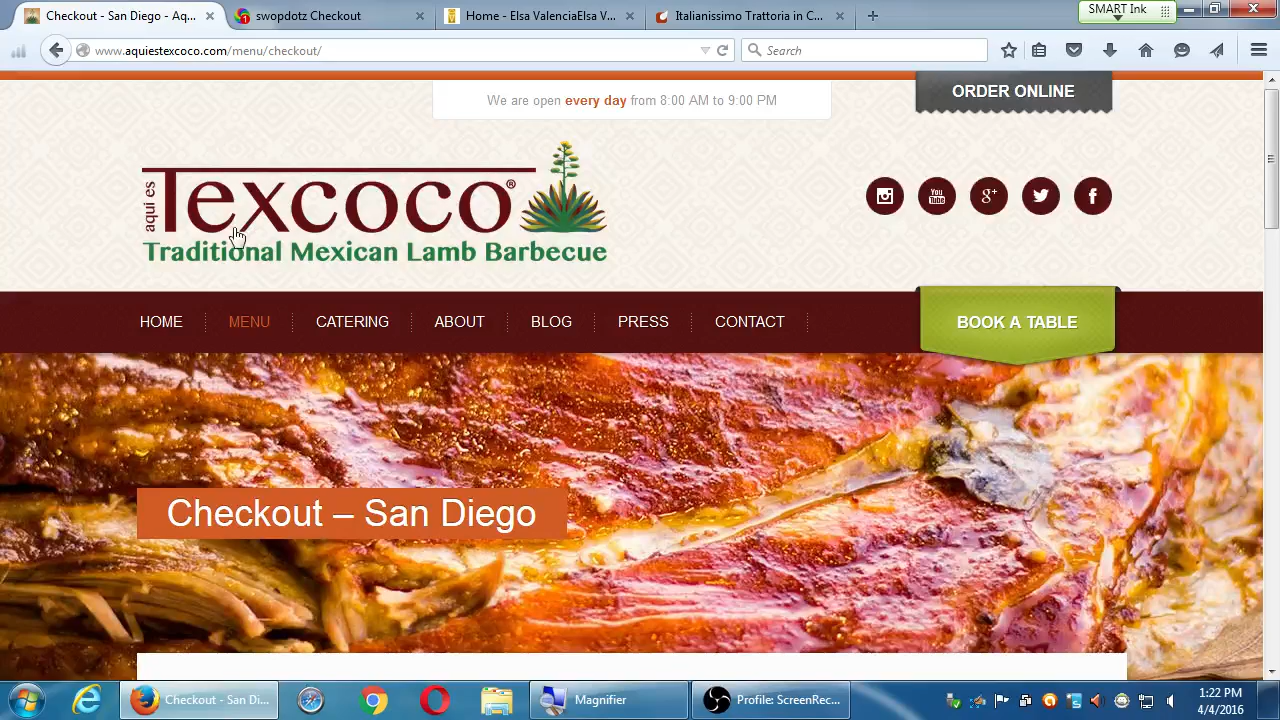 Checkout - San Diego - Aq...
swopdotz Checkout
Home - Elsa ValenciaElsa V...
Italianissimo Trattoria in C...
SMART Ink
www.aquiestexcoco.com/menu/checkout/
Search
We are open every day from 8:00 AM to 9:00 PM
ORDER ONLINE
aqui es
Texcoco®
Traditional Mexican Lamb Barbecue
You
Tube
g+
f
HOME
MENU
CATERING
ABOUT
BLOG
PRESS
CONTACT
BOOK A TABLE
Checkout – San Diego
Checkout - San Di...
Magnifier
Profile: ScreenRec...
1:22 PM
4/4/2016